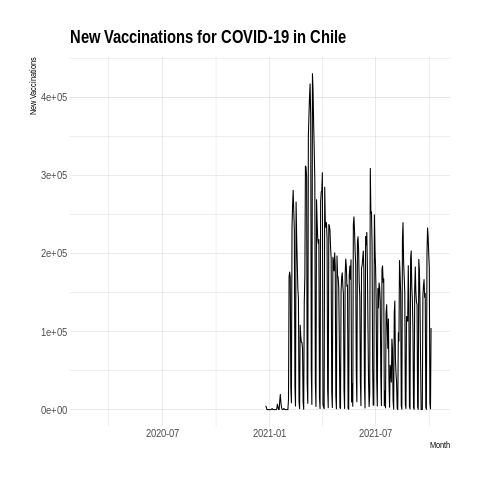 New Vaccinations for COVID-19 in Chile
New Vaccinations
4e+05
3e+05
2e+05
1e+05
0e+00
2020-07
2021-01
2021-07
Month